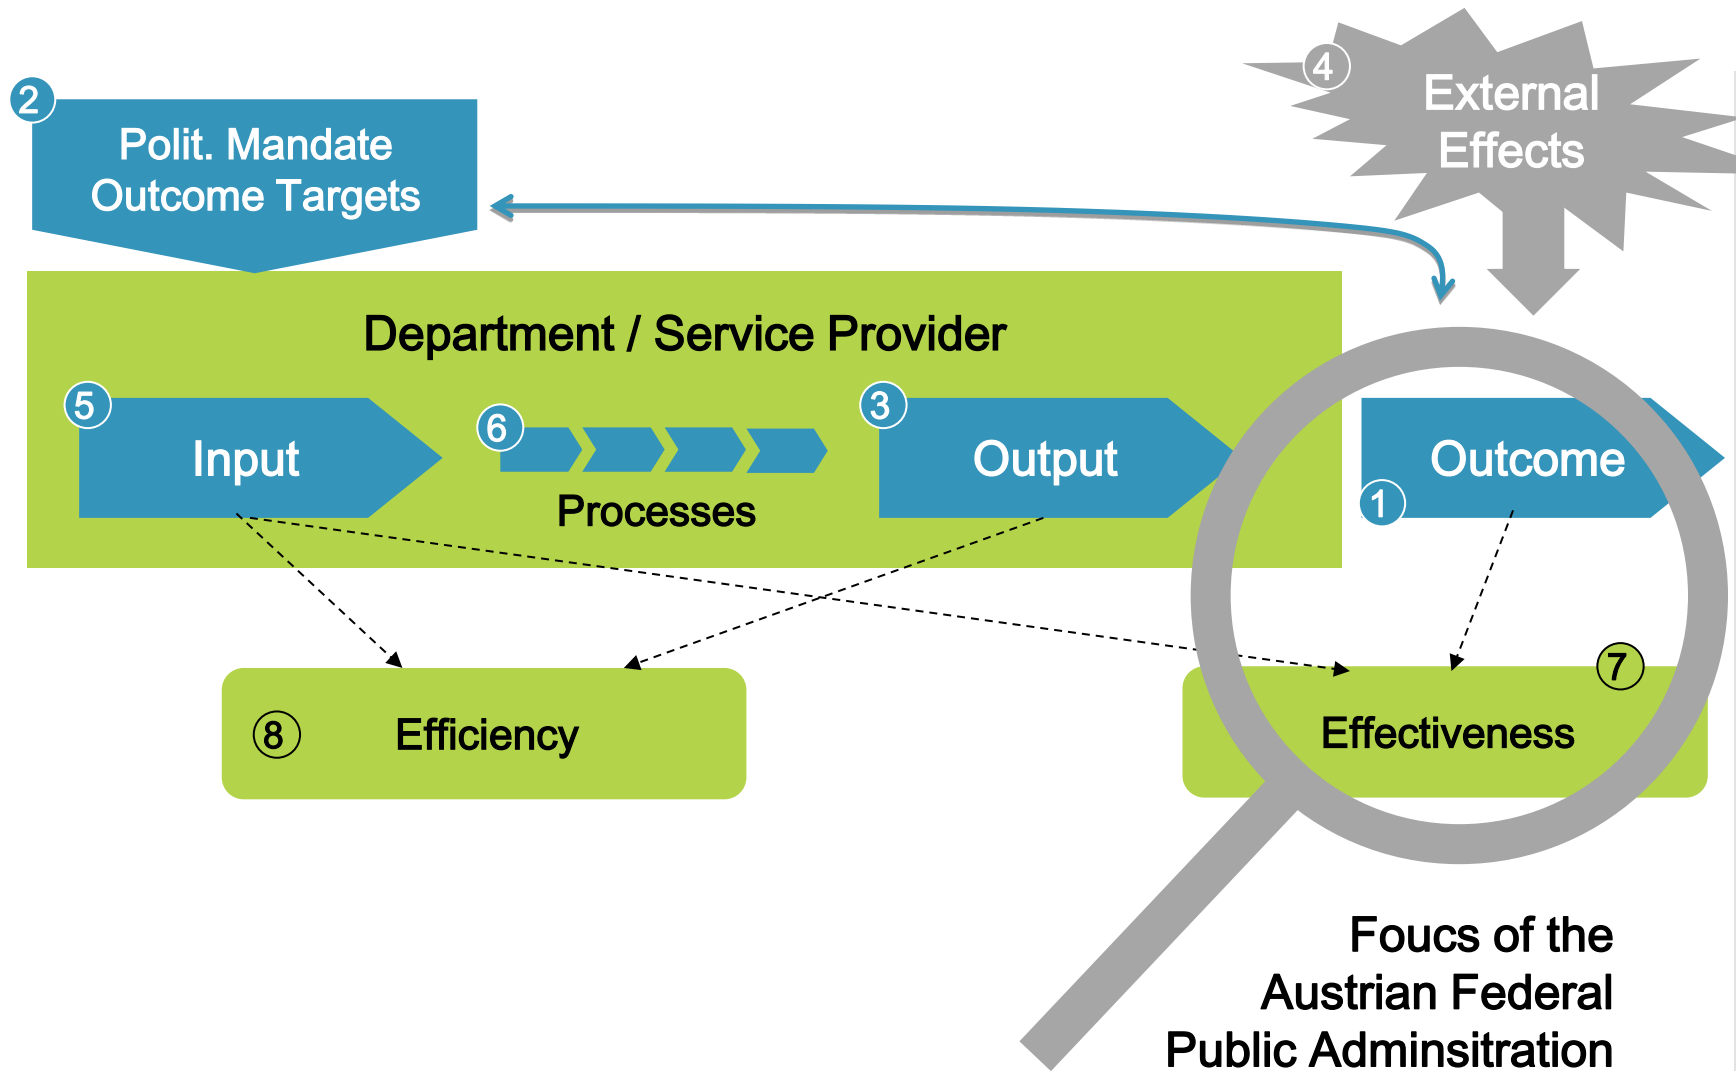 2
Polit. Mandate
Outcome Targets
4
External
Effects
Department / Service Provider
5
Input
6
Processes
3
Output
Outcome
1
8
Efficiency
7
Effectiveness
Foucs of the
Austrian Federal
Public Adminsitration